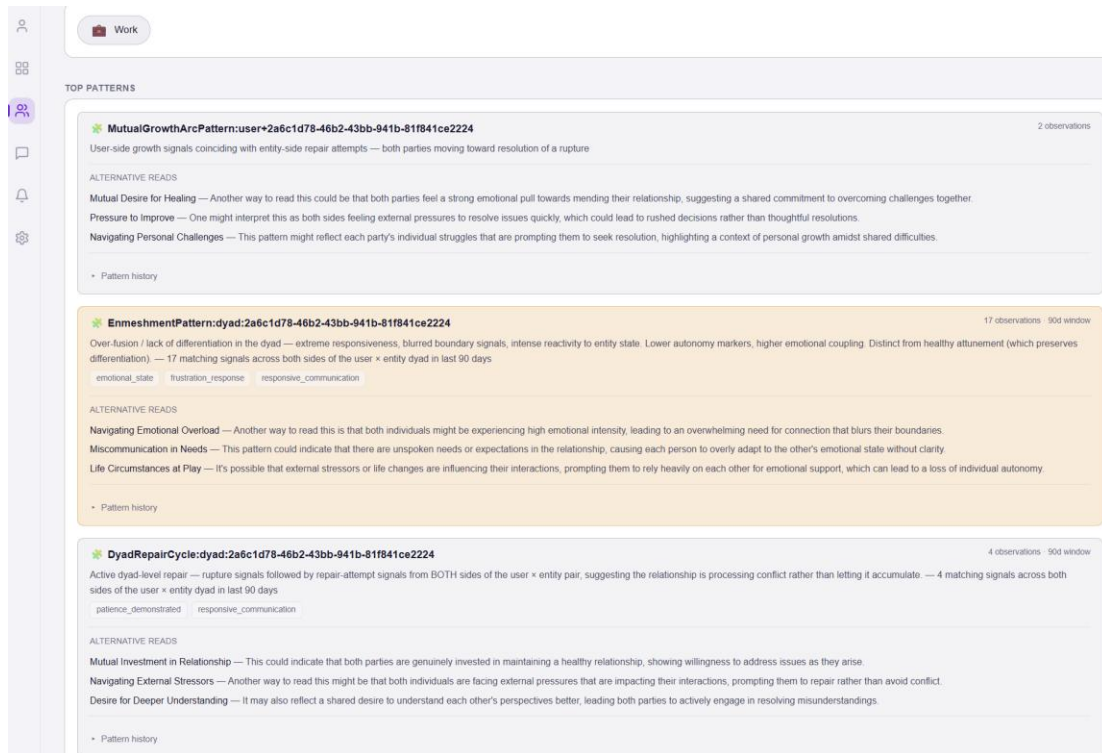 Work
TOP PATTERNS
MutualGrowthArcPattern:user+2a6c1d78-46b2-43bb-941b-81f841ce2224
2 observations
User-side growth signals coinciding with entity-side repair attempts — both parties moving toward resolution of a rupture
ALTERNATIVE READS
Mutual Desire for Healing — Another way to read this could be that both parties feel a strong emotional pull towards mending their relationship, suggesting a shared commitment to overcoming challenges together.
Pressure to Improve — One might interpret this as both sides feeling external pressures to resolve issues quickly, which could lead to rushed decisions rather than thoughtful resolutions.
Navigating Personal Challenges — This pattern might reflect each party's individual struggles that are prompting them to seek resolution, highlighting a context of personal growth amidst shared difficulties.
Pattern history
EnmeshmentPattern:dyad:2a6c1d78-46b2-43bb-941b-81f841ce2224
17 observations · 90d window
Over-fusion / lack of differentiation in the dyad — extreme responsiveness, blurred boundary signals, intense reactivity to entity state. Lower autonomy markers, higher emotional coupling. Distinct from healthy attunement (which preserves
differentiation). — 17 matching signals across both sides of the user × entity dyad in last 90 days
emotional_state frustration_response responsive_communication
ALTERNATIVE READS
Navigating Emotional Overload — Another way to read this is that both individuals might be experiencing high emotional intensity, leading to an overwhelming need for connection that blurs their boundaries.
Miscommunication in Needs — This pattern could indicate that there are unspoken needs or expectations in the relationship, causing each person to overly adapt to the other's emotional state without clarity.
Life Circumstances at Play — It's possible that external stressors or life changes are influencing their interactions, prompting them to rely heavily on each other for emotional support, which can lead to a loss of individual autonomy.
Pattern history
DyadRepairCycle:dyad:2a6c1d78-46b2-43bb-941b-81f841ce2224
4 observations · 90d window
Active dyad-level repair — rupture signals followed by repair-attempt signals from BOTH sides of the user × entity pair, suggesting the relationship is processing conflict rather than letting it accumulate. — 4 matching signals across both
sides of the user × entity dyad in last 90 days
patience_demonstrated responsive_communication
ALTERNATIVE READS
Mutual Investment in Relationship — This could indicate that both parties are genuinely invested in maintaining a healthy relationship, showing willingness to address issues as they arise.
Navigating External Stressors — Another way to read this might be that both individuals are facing external pressures that are impacting their interactions, prompting them to repair rather than avoid conflict.
Desire for Deeper Understanding — It may also reflect a shared desire to understand each other's perspectives better, leading both parties to actively engage in resolving misunderstandings.
Pattern history